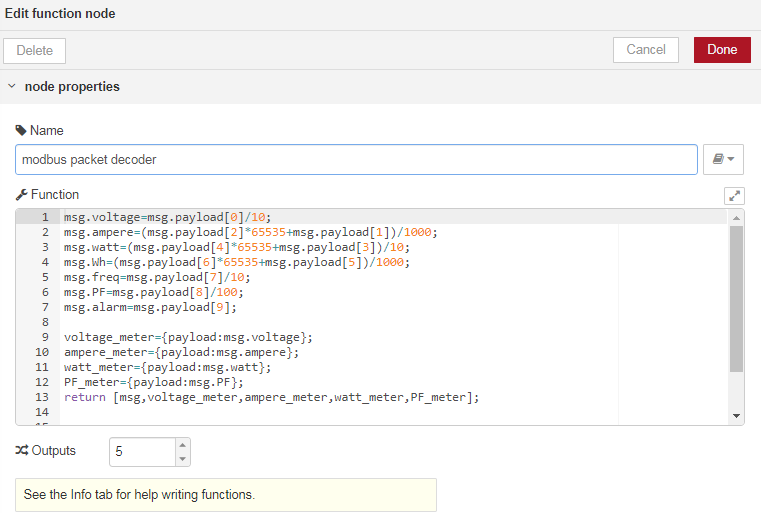 Edit function node
Delete
Cancel
Done
node properties
Name
modbus packet decoder
Function
1 msg.voltage=msg.payload[0]/10;
2 msg.ampere=(msg.payload[2]*65535+msg.payload[1])/1000;
3 msg.watt=(msg.payload[4]*65535+msg.payload[3])/10;
4 msg.Wh=(msg.payload[6]*65535+msg.payload[5])/1000;
5 msg.freq=msg.payload[7]/10;
6 msg.PF=msg.payload[8]/100;
7 msg.alarm=msg.payload[9];
8
9 voltage_meter={payload:msg.voltage};
10 ampere_meter={payload:msg.ampere};
11 watt_meter={payload:msg.watt};
12 PF_meter={payload:msg.PF};
13 return [msg,voltage_meter,ampere_meter,watt_meter,PF_meter];
14
Outputs
5
See the Info tab for help writing functions.